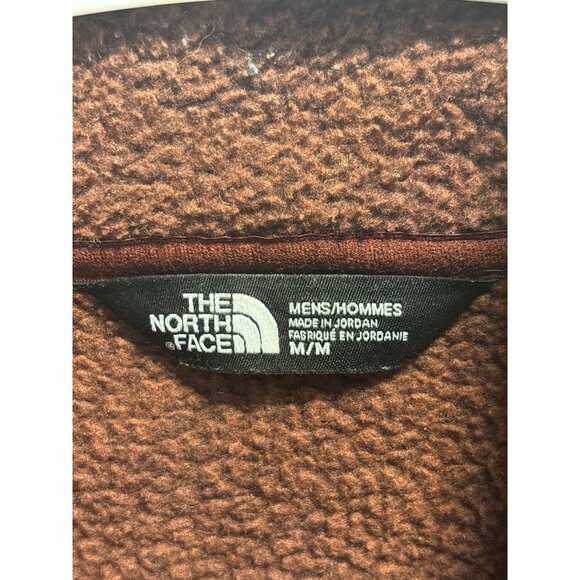 THE
NORTH
FACE
MENS/HOMMES
MADE IN JORDAN
FABRIQUÉ EN JORDANIE
M/M